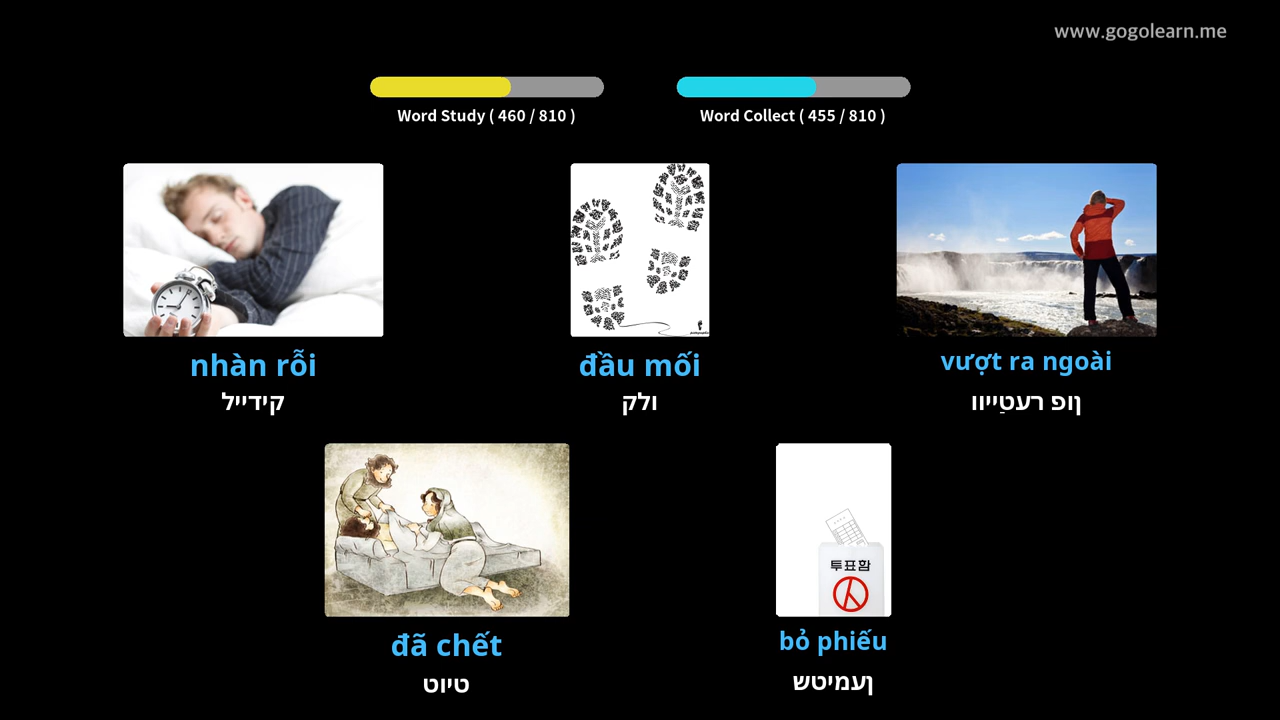 www.gogolearn.me
Word Study ( 460 / 810 )
Word Collect ( 455 / 810 )
nhàn rỗi
קידייל
đầu mối
ולק
vượt ra ngoài
ןופ רעטַייוו
đã chết
טיוט
투표함
bỏ phiếu
ןעמיטש